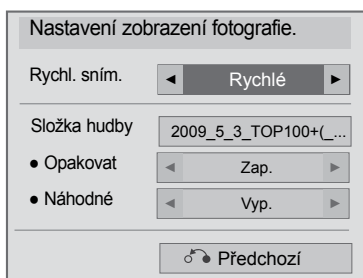 Nastavení zobrazení fotografie.
Rychl. sním. ◄ Rychlé ►
Složka hudby 2009_5_3_TOP100+(_...
● Opakovat ◄ Zap. ►
● Náhodné ◄ Vyp. ►
Předchozí